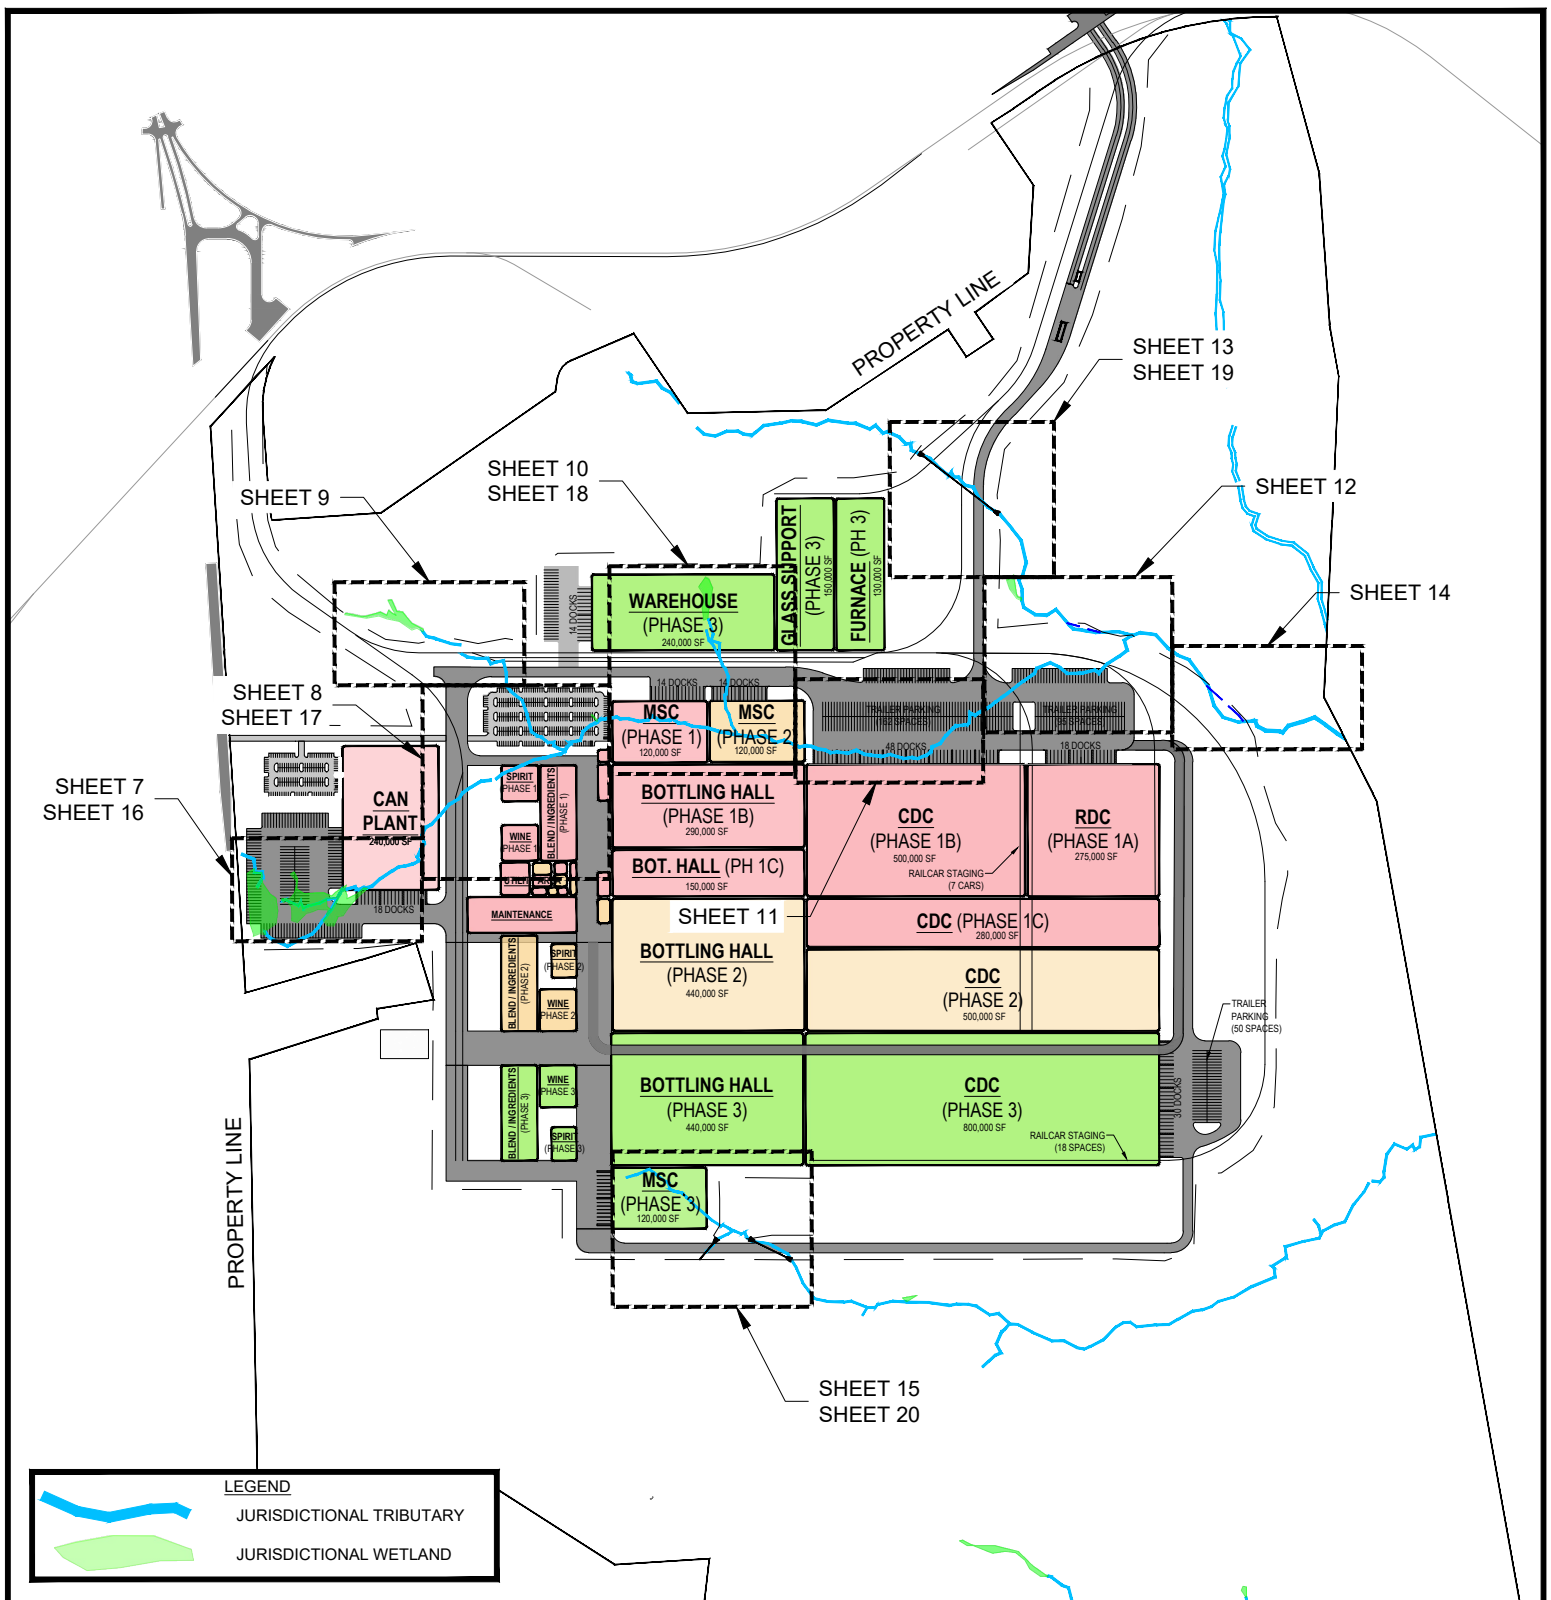 PROPERTY LINE
SHEET 13
SHEET 19
SHEET 10
SHEET 18
SHEET 9
SHEET 12
SHEET 14
GLASS SUPPORT
(PHASE 3)
150,000 SF
FURNACE (PH 3)
130,000 SF
14 DOCKS
WAREHOUSE
(PHASE 3)
240,000 SF
SHEET 8
SHEET 17
14 DOCKS
14 DOCKS
MSC
(PHASE 1)
120,000 SF
MSC
(PHASE 2)
120,000 SF
TRAILER PARKING
(162 SPACES)
TRAILER PARKING
(95 SPACES)
48 DOCKS
18 DOCKS
SHEET 7
SHEET 16
CAN
PLANT
240,000 SF
18 DOCKS
SPIRIT
(PHASE 1
BLEND / INGREDIENTS
(PHASE 1)
WINE
(PHASE 1
BOTTLING HALL
(PHASE 1B)
290,000 SF
CDC
(PHASE 1B)
500,000 SF
RDC
(PHASE 1A)
275,000 SF
RAILCAR STAGING
(7 CARS)
BOT. HALL (PH 1C)
150,000 SF
MAINTENANCE
SHEET 11
CDC (PHASE 1C)
280,000 SF
BLEND / INGREDIENTS
(PHASE 2)
SPIRIT
(PHASE 2)
WINE
PHASE 2
BOTTLING HALL
(PHASE 2)
440,000 SF
CDC
(PHASE 2)
500,000 SF
TRAILER
PARKING
(50 SPACES)
30 DOCKS
BLEND / INGREDIENTS
(PHASE 3)
WINE
PHASE 3
SPIRIT
(PHASE 3)
BOTTLING HALL
(PHASE 3)
440,000 SF
CDC
(PHASE 3)
800,000 SF
RAILCAR STAGING
(18 SPACES)
PROPERTY LINE
MSC
(PHASE 3)
120,000 SF
SHEET 15
SHEET 20
LEGEND
JURISDICTIONAL TRIBUTARY
JURISDICTIONAL WETLAND